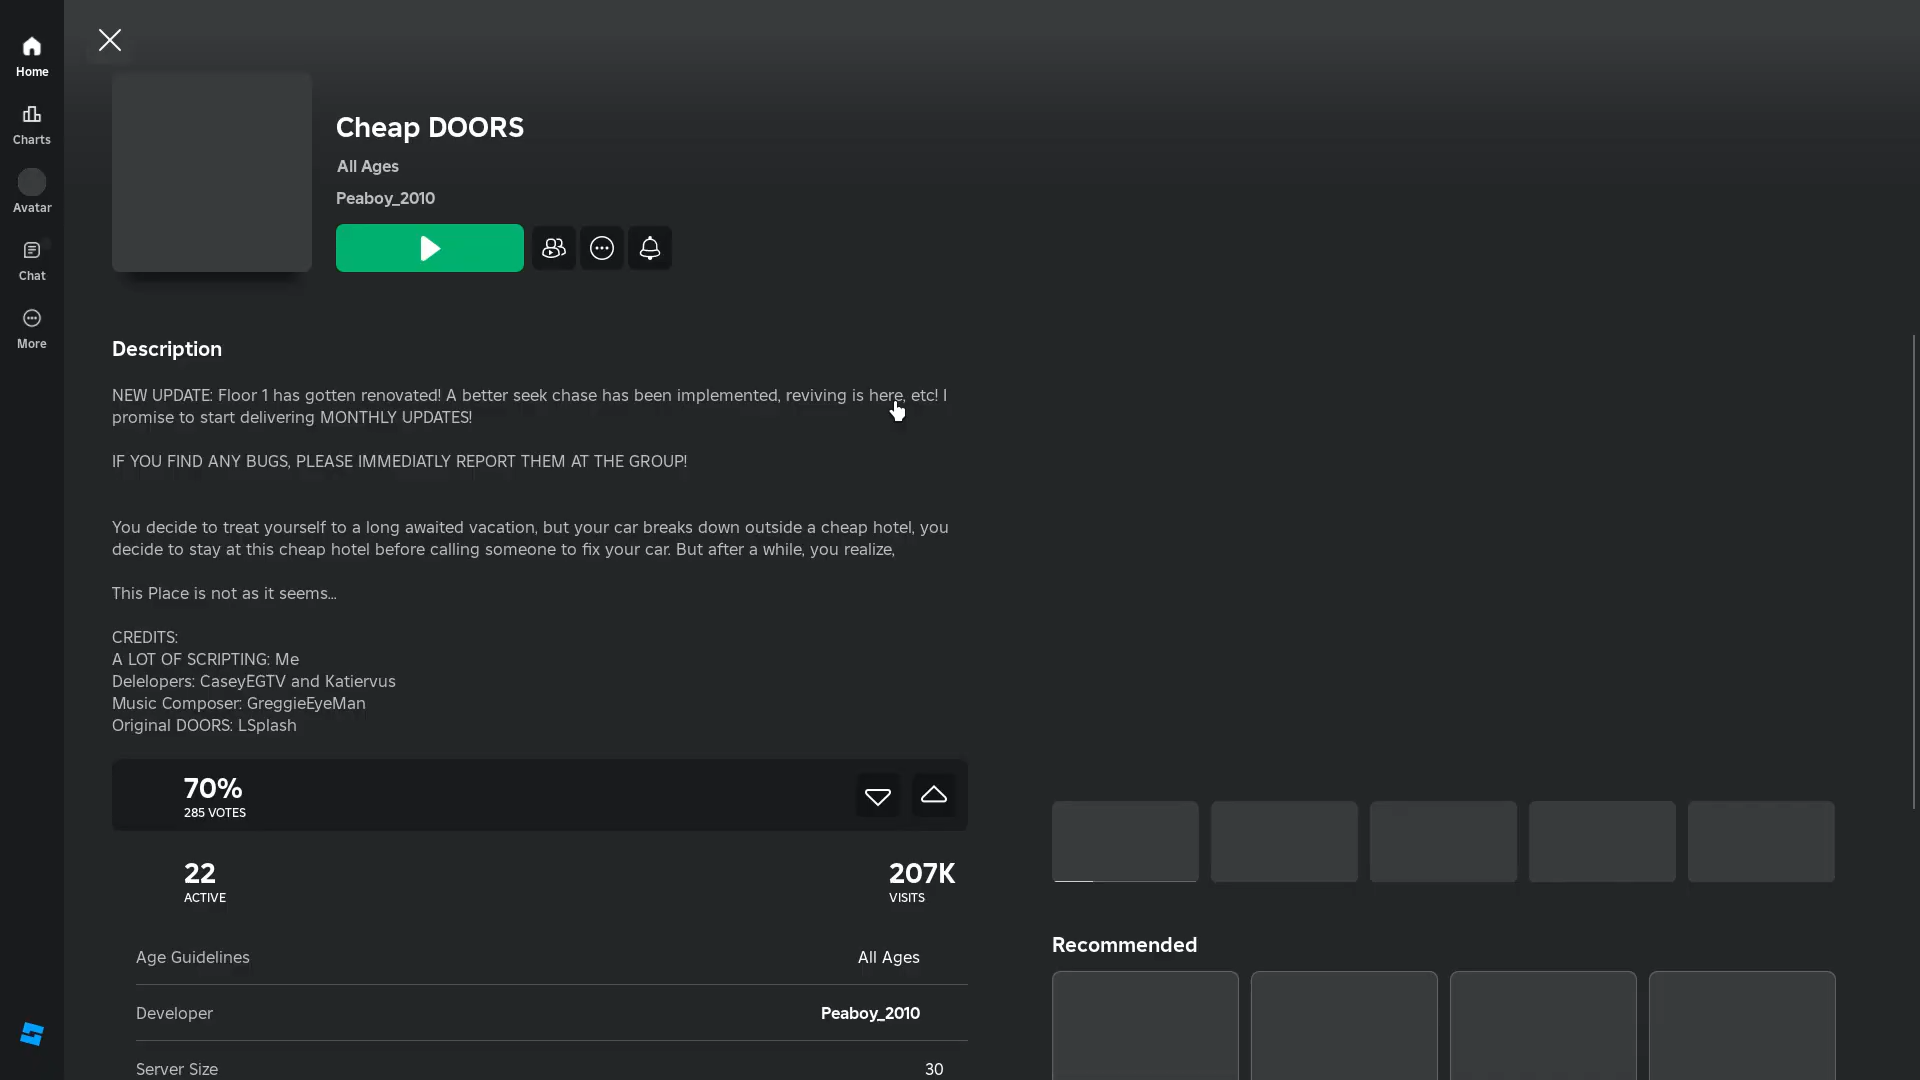 Home
Charts
Avatar
Chat
More
Cheap DOORS
All Ages
Peaboy_2010
Description
NEW UPDATE: Floor 1 has gotten renovated! A better seek chase has been implemented, reviving is here, etc! I
promise to start delivering MONTHLY UPDATES!
IF YOU FIND ANY BUGS, PLEASE IMMEDIATLY REPORT THEM AT THE GROUP!
You decide to treat yourself to a long awaited vacation, but your car breaks down outside a cheap hotel, you
decide to stay at this cheap hotel before calling someone to fix your car. But after a while, you realize,
This Place is not as it seems...
CREDITS:
A LOT OF SCRIPTING: Me
Delelopers: CaseyEGTV and Katiervus
Music Composer: GreggieEyeMan
Original DOORS: LSplash
70%
285 VOTES
22
ACTIVE
207K
VISITS
Age Guidelines
All Ages
Developer
Peaboy_2010
Server Size
30
Recommended